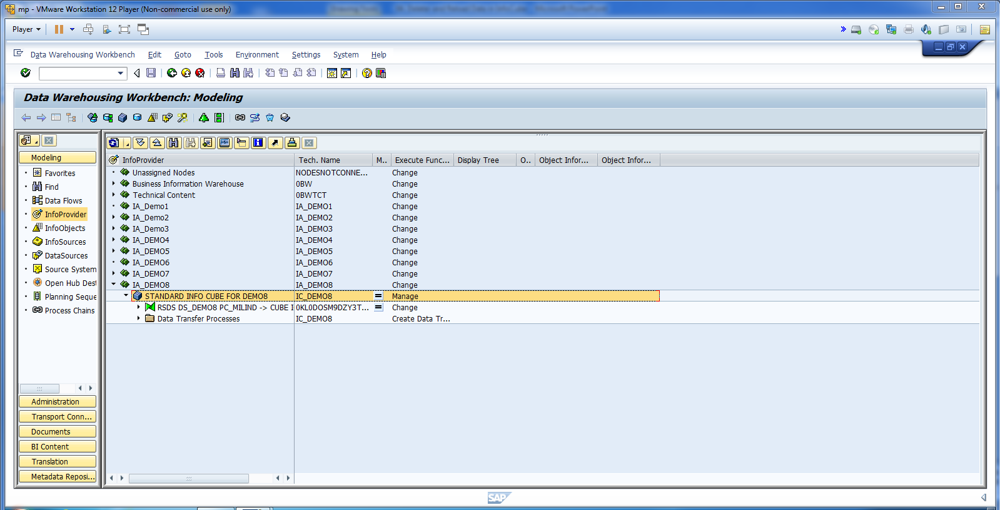 mp - VMware Workstation 12 Player (Non-commercial use only)
Player
Data Warehousing Workbench Edit Goto Tools Environment Settings System Help
Data Warehousing Workbench: Modeling
Modeling
Favorites
Find
Data Flows
InfoProvider
InfoObjects
InfoSources
DataSources
Source System
Open Hub Dest
Planning Seque
Process Chains
Administration
Transport Conn...
Documents
BI Content
Translation
Metadata Reposi...
InfoProvider Tech. Name M.. Execute Func... Display Tree O.. Object Infor... Object Infor...
Unassigned Nodes NODESNOTCONNE... Change
Business Information Warehouse 0BW Change
Technical Content 0BWTCT Change
IA_Demo1 IA_DEMO1 Change
IA_Demo2 IA_DEMO2 Change
IA_Demo3 IA_DEMO3 Change
IA_DEMO4 IA_DEMO4 Change
IA_DEMO5 IA_DEMO5 Change
IA_DEMO6 IA_DEMO6 Change
IA_DEMO7 IA_DEMO7 Change
IA_DEMO8 IA_DEMO8 Change
STANDARD INFO CUBE FOR DEMO8 IC_DEMO8 = Manage
RSDS DS_DEMO8 PC_MILIND -> CUBE I 0KL0DOSM9DZY3T... = Change
Data Transfer Processes IC_DEMO8 Create Data Tr...
SAP